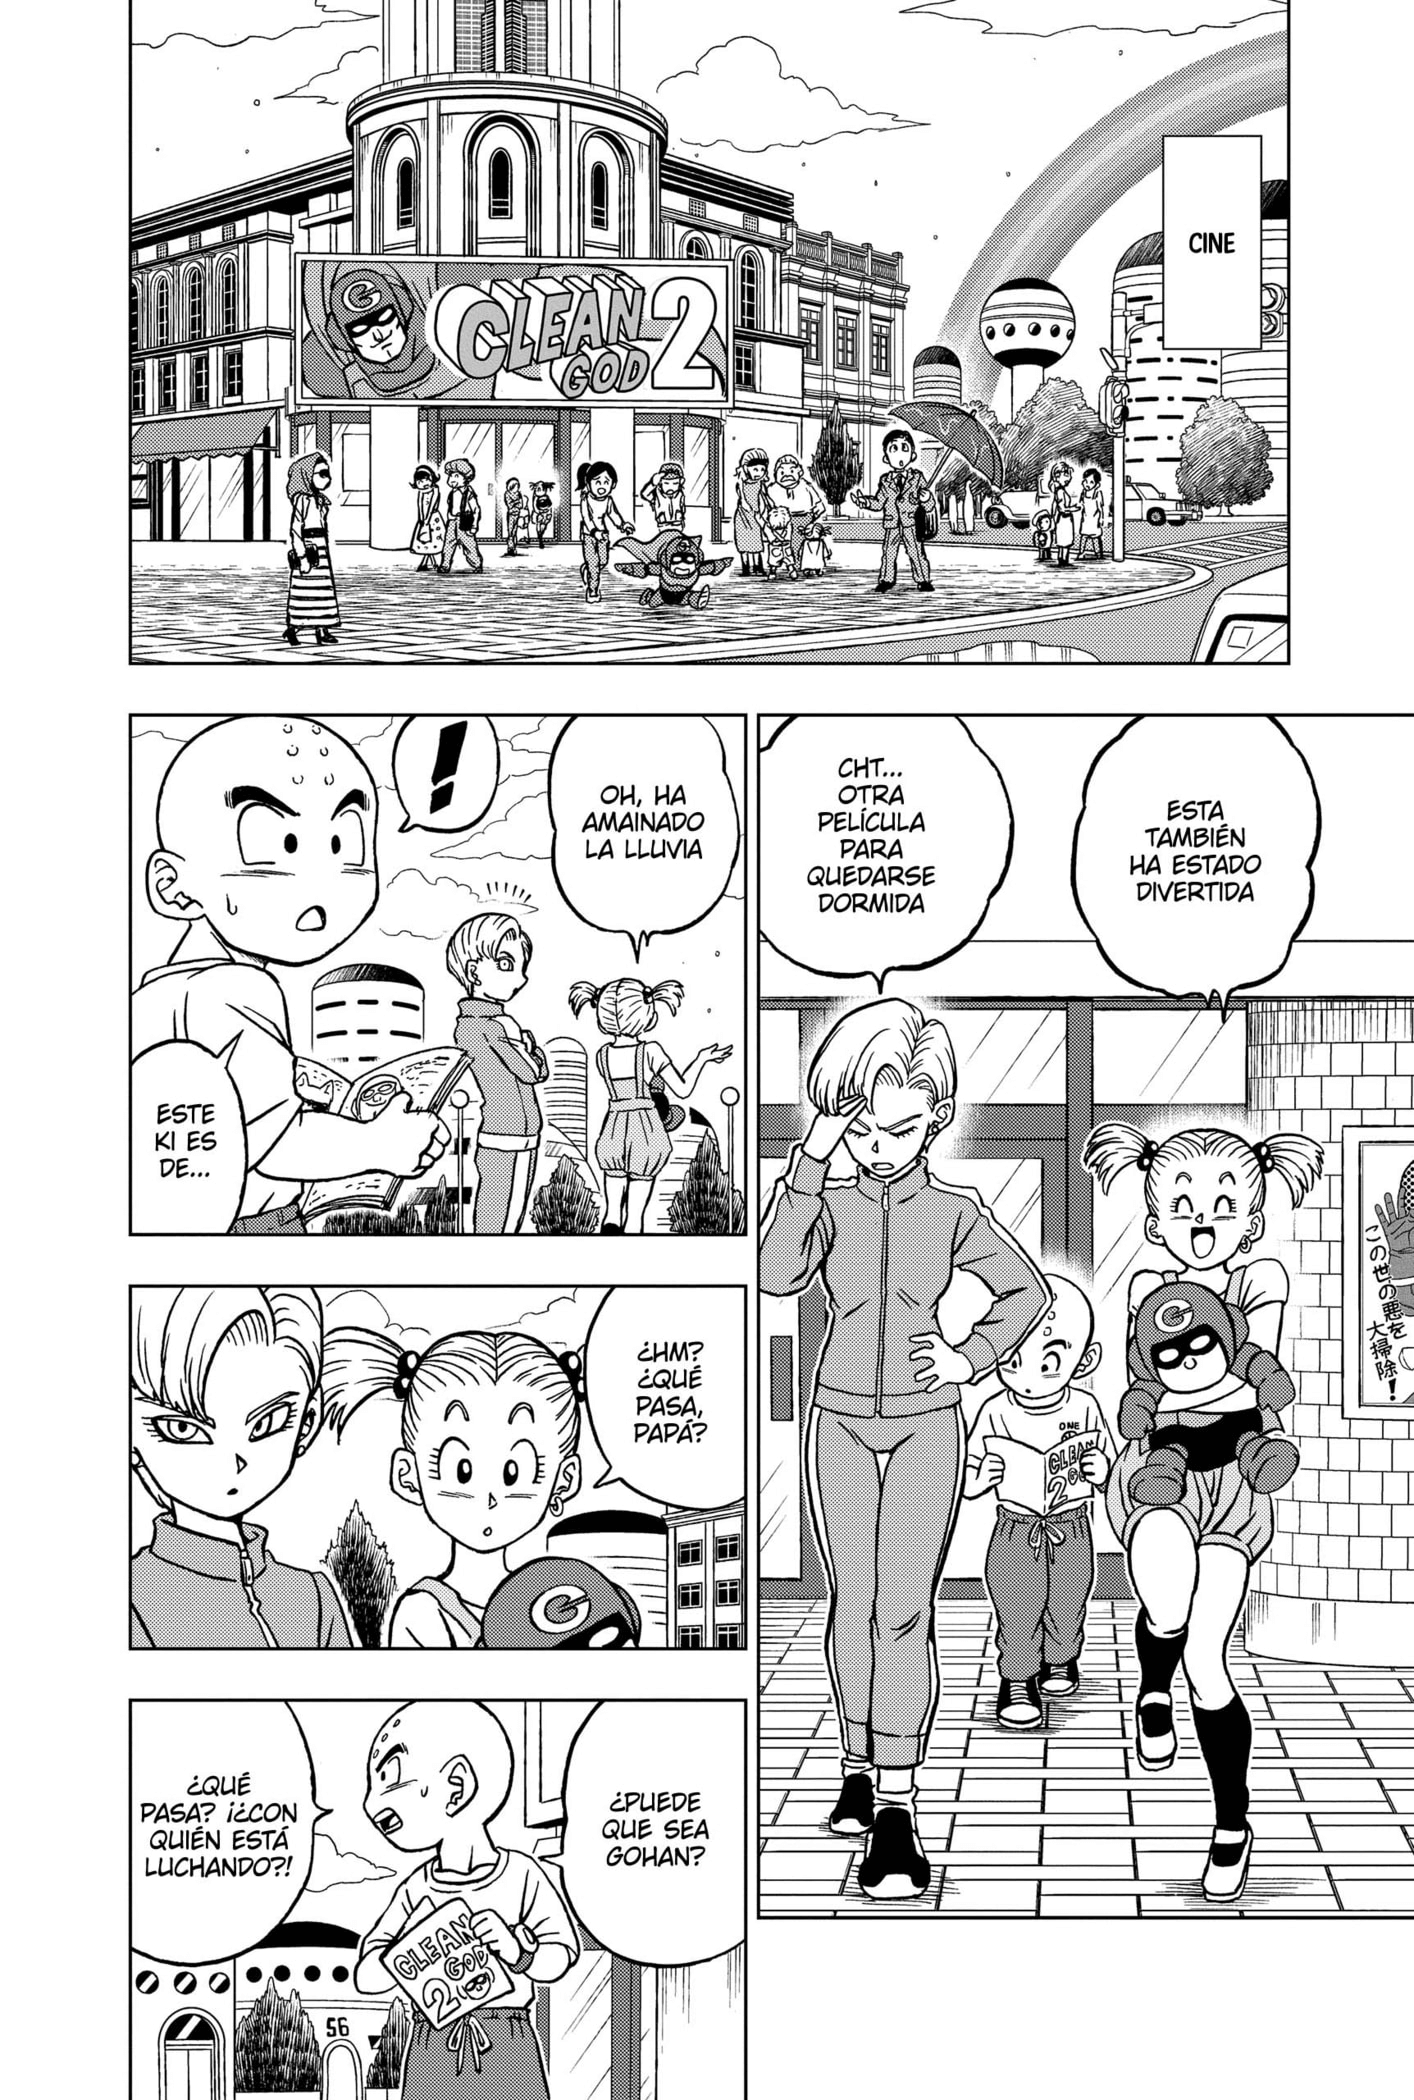 CINE
G
CLEAN
GOD 2
ESTA
TAMBIÉN
HA ESTADO
DIVERTIDA
CHT...
OTRA
PELÍCULA
PARA
QUEDARSE
DORMIDA
この世の悪を
大掃除!
G
ONE
CLEAN
GO
2
OH, HA
AMAINADO
LA LLUVIA
!
ESTE
KI ES
DE...
¿HM?
¿QUÉ
PASA,
PAPÁ?
G
¿PUEDE
QUE SEA
GOHAN?
¿QUÉ
PASA? ¡¿CON
QUIÉN ESTÁ
LUCHANDO?!
CLEAN
GOD
2
56